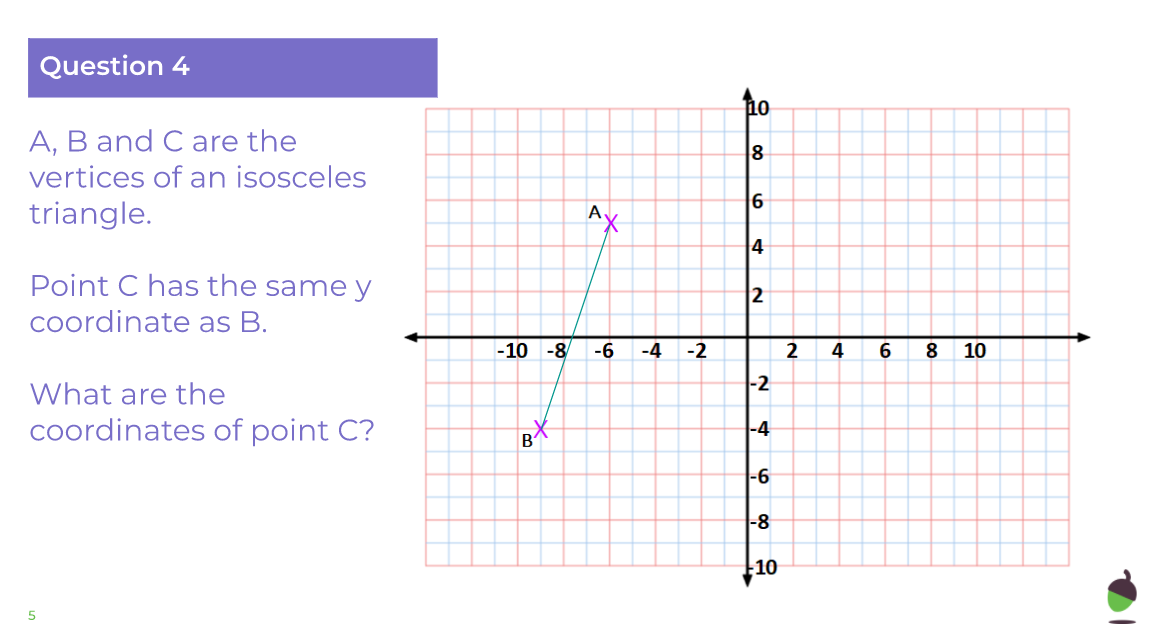 Question 4
A, B and C are the
vertices of an isosceles
triangle.
Point C has the same y
coordinate as B.
What are the
coordinates of point C?
10
8
6
4
2
-10 -8 -6 -4 -2 2 4 6 8 10
-2
-4
-6
-8
-10
A
B
5